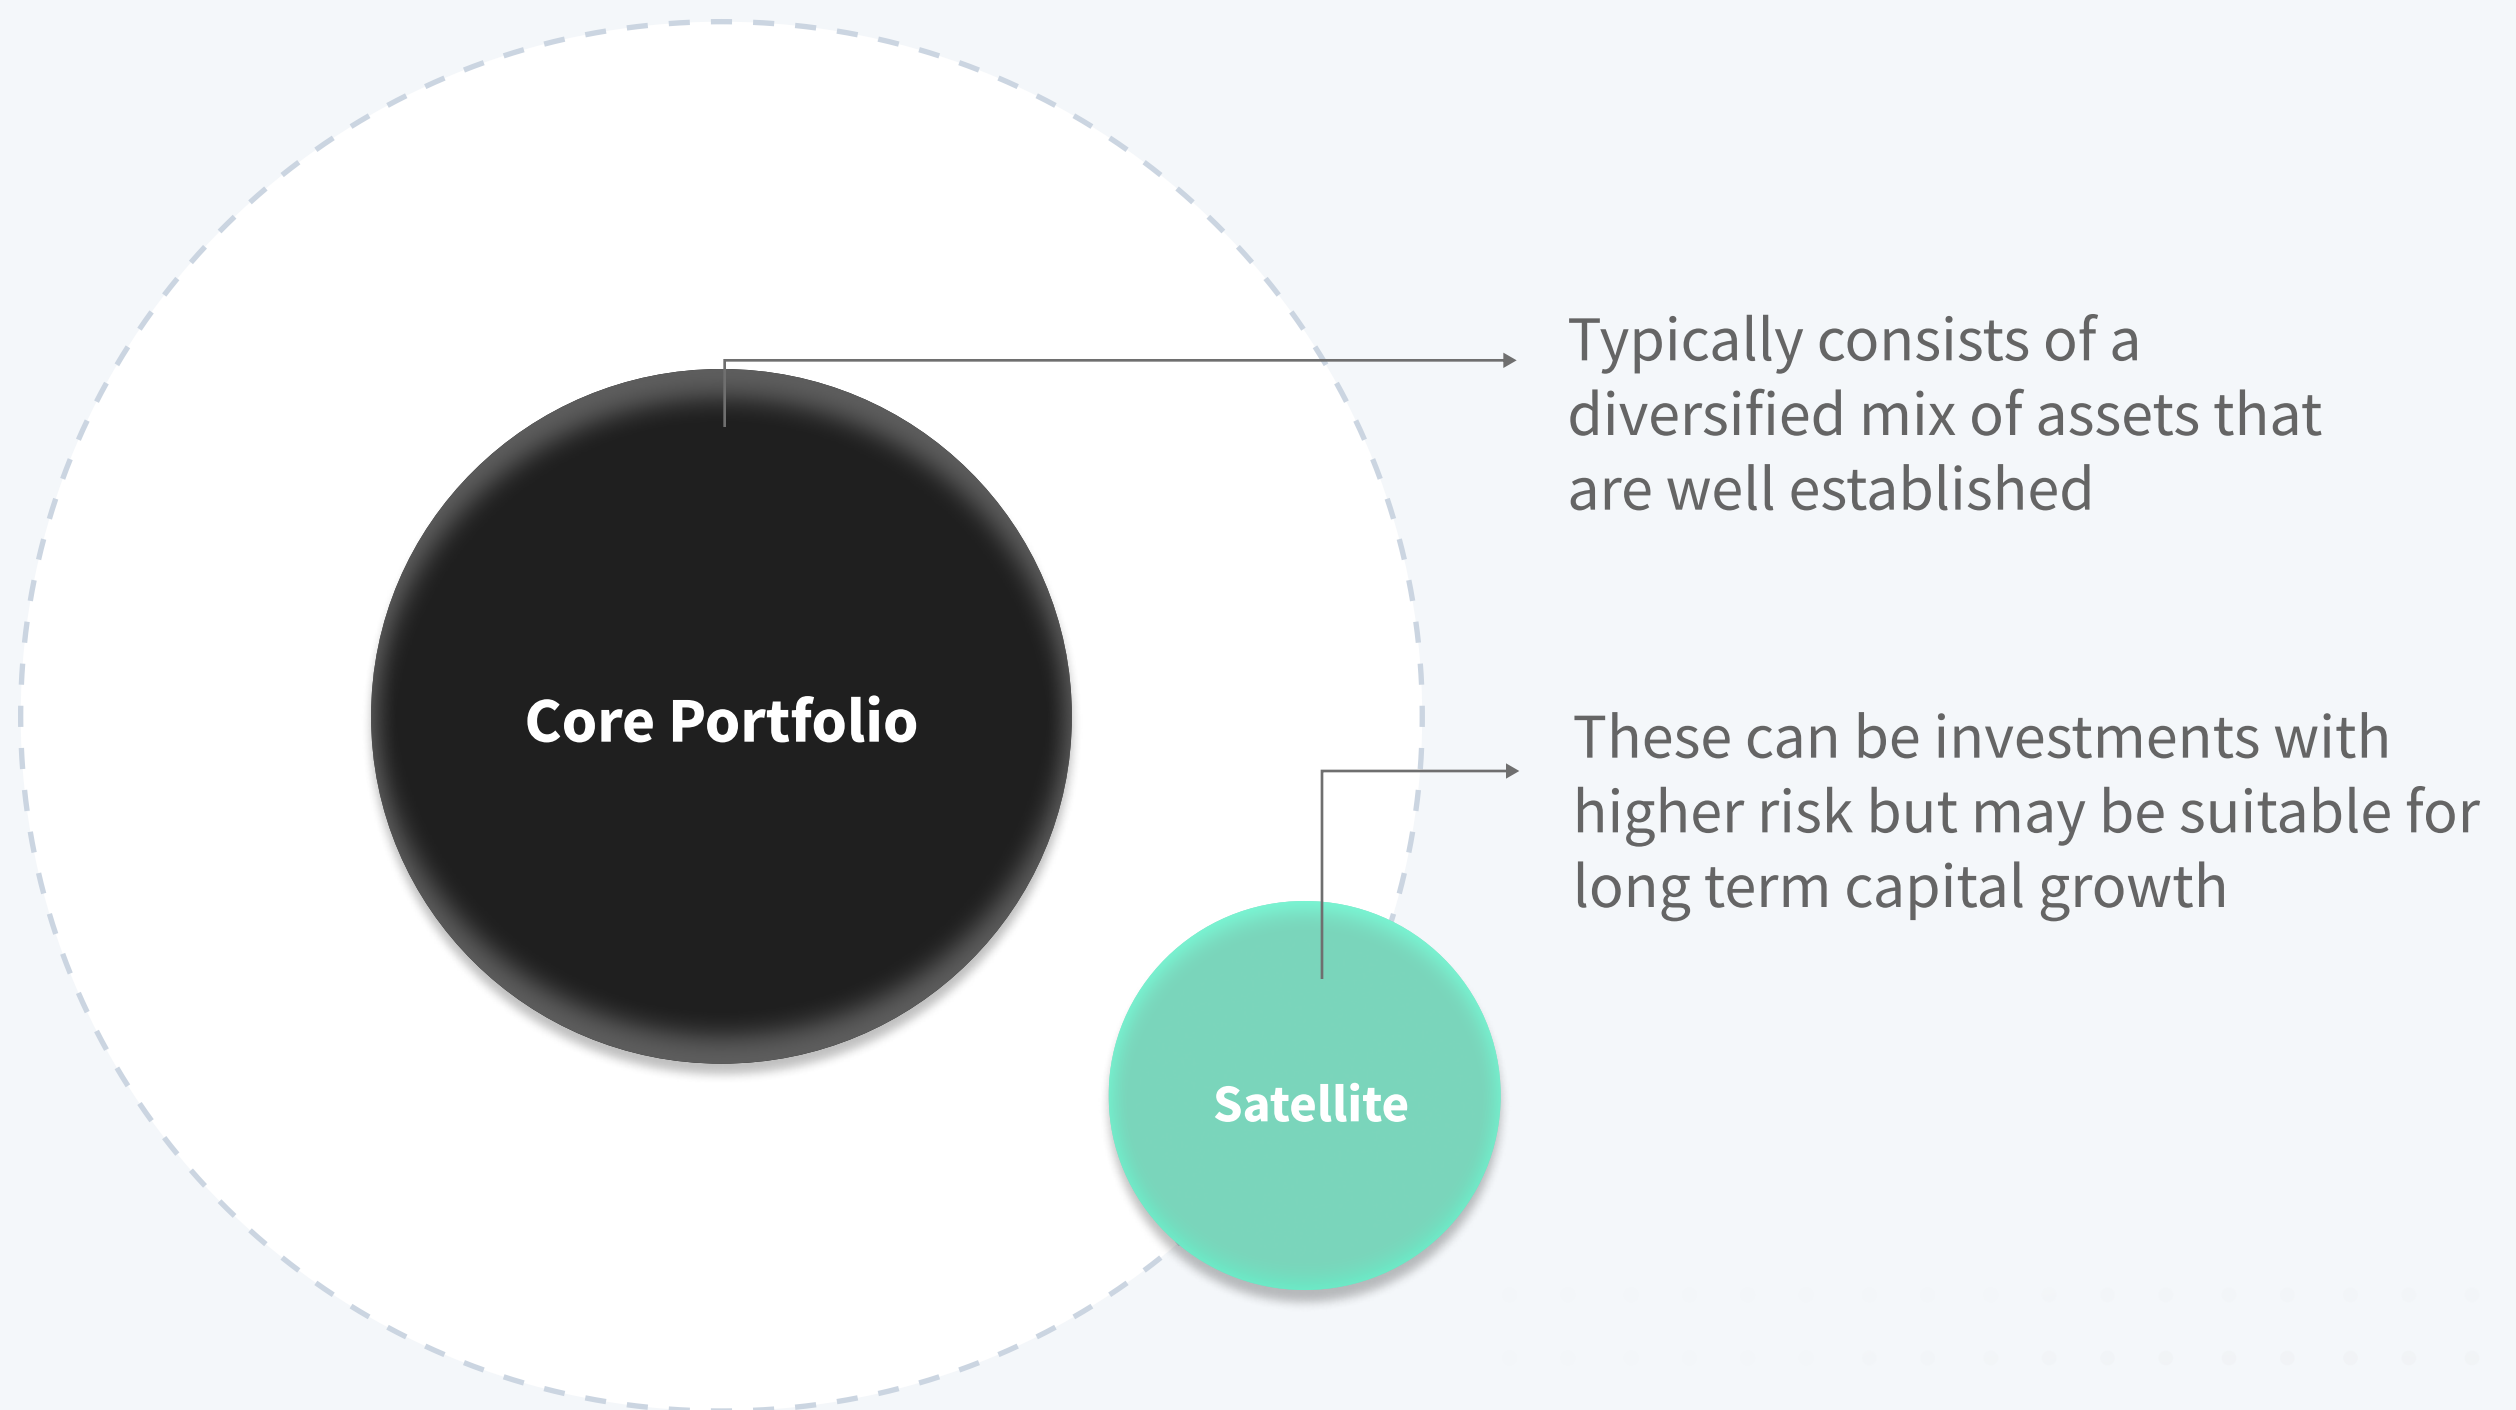 Typically consists of a
diversified mix of assets that
are well established
Core Portfolio
These can be investments with
higher risk but may be suitable for
long term capital growth
Satellite